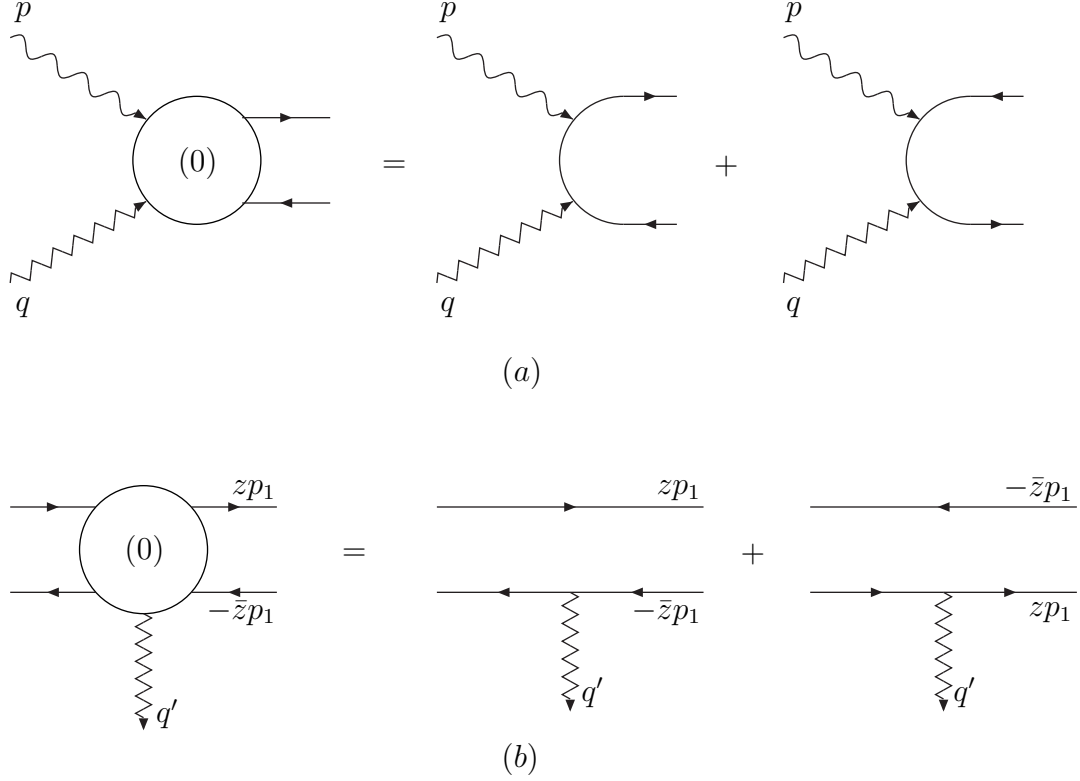 p p p
(0) = +
q q q
(a)
zp₁ zp₁ −z̄p₁
(0) = +
−z̄p₁ −z̄p₁ zp₁
q′ q′ q′
(b)